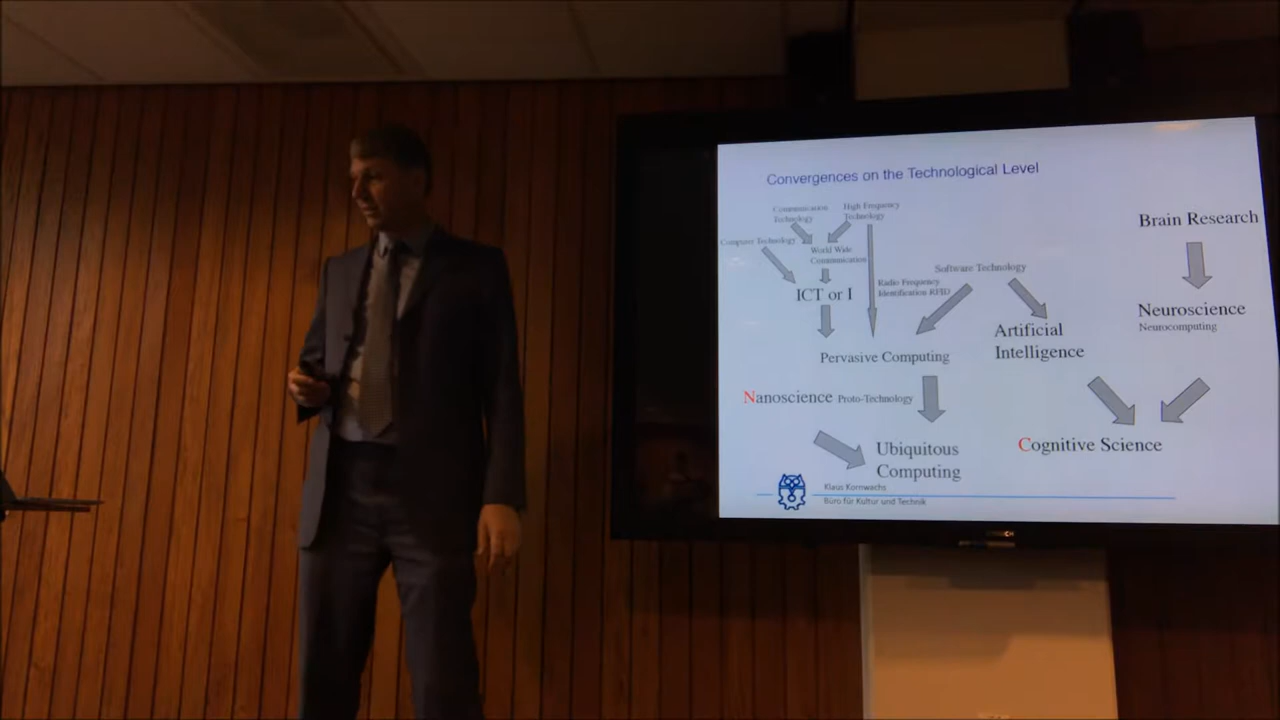 Convergences on the Technological Level
Communication
Technology
High Frequency
Technology
Brain Research
Computer Technology
World Wide
Communication
Software Technology
Radio Frequency
Identification RFID
ICT or I
Neuroscience
Neurocomputing
Artificial
Intelligence
Pervasive Computing
Nanoscience Proto-Technology
Ubiquitous
Computing
Cognitive Science
Klaus Kornwachs
Büro für Kultur und Technik